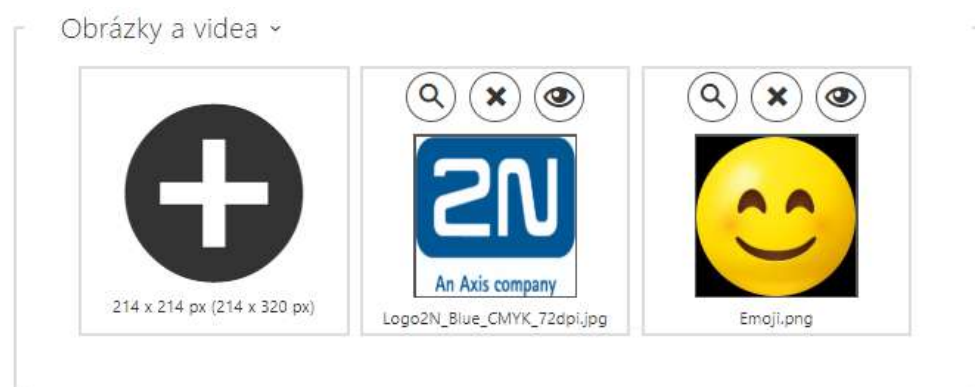 Obrázky a videa
214 x 214 px (214 x 320 px)
2N
An Axis company
Logo2N_Blue_CMYK_72dpi.jpg
Emoji.png